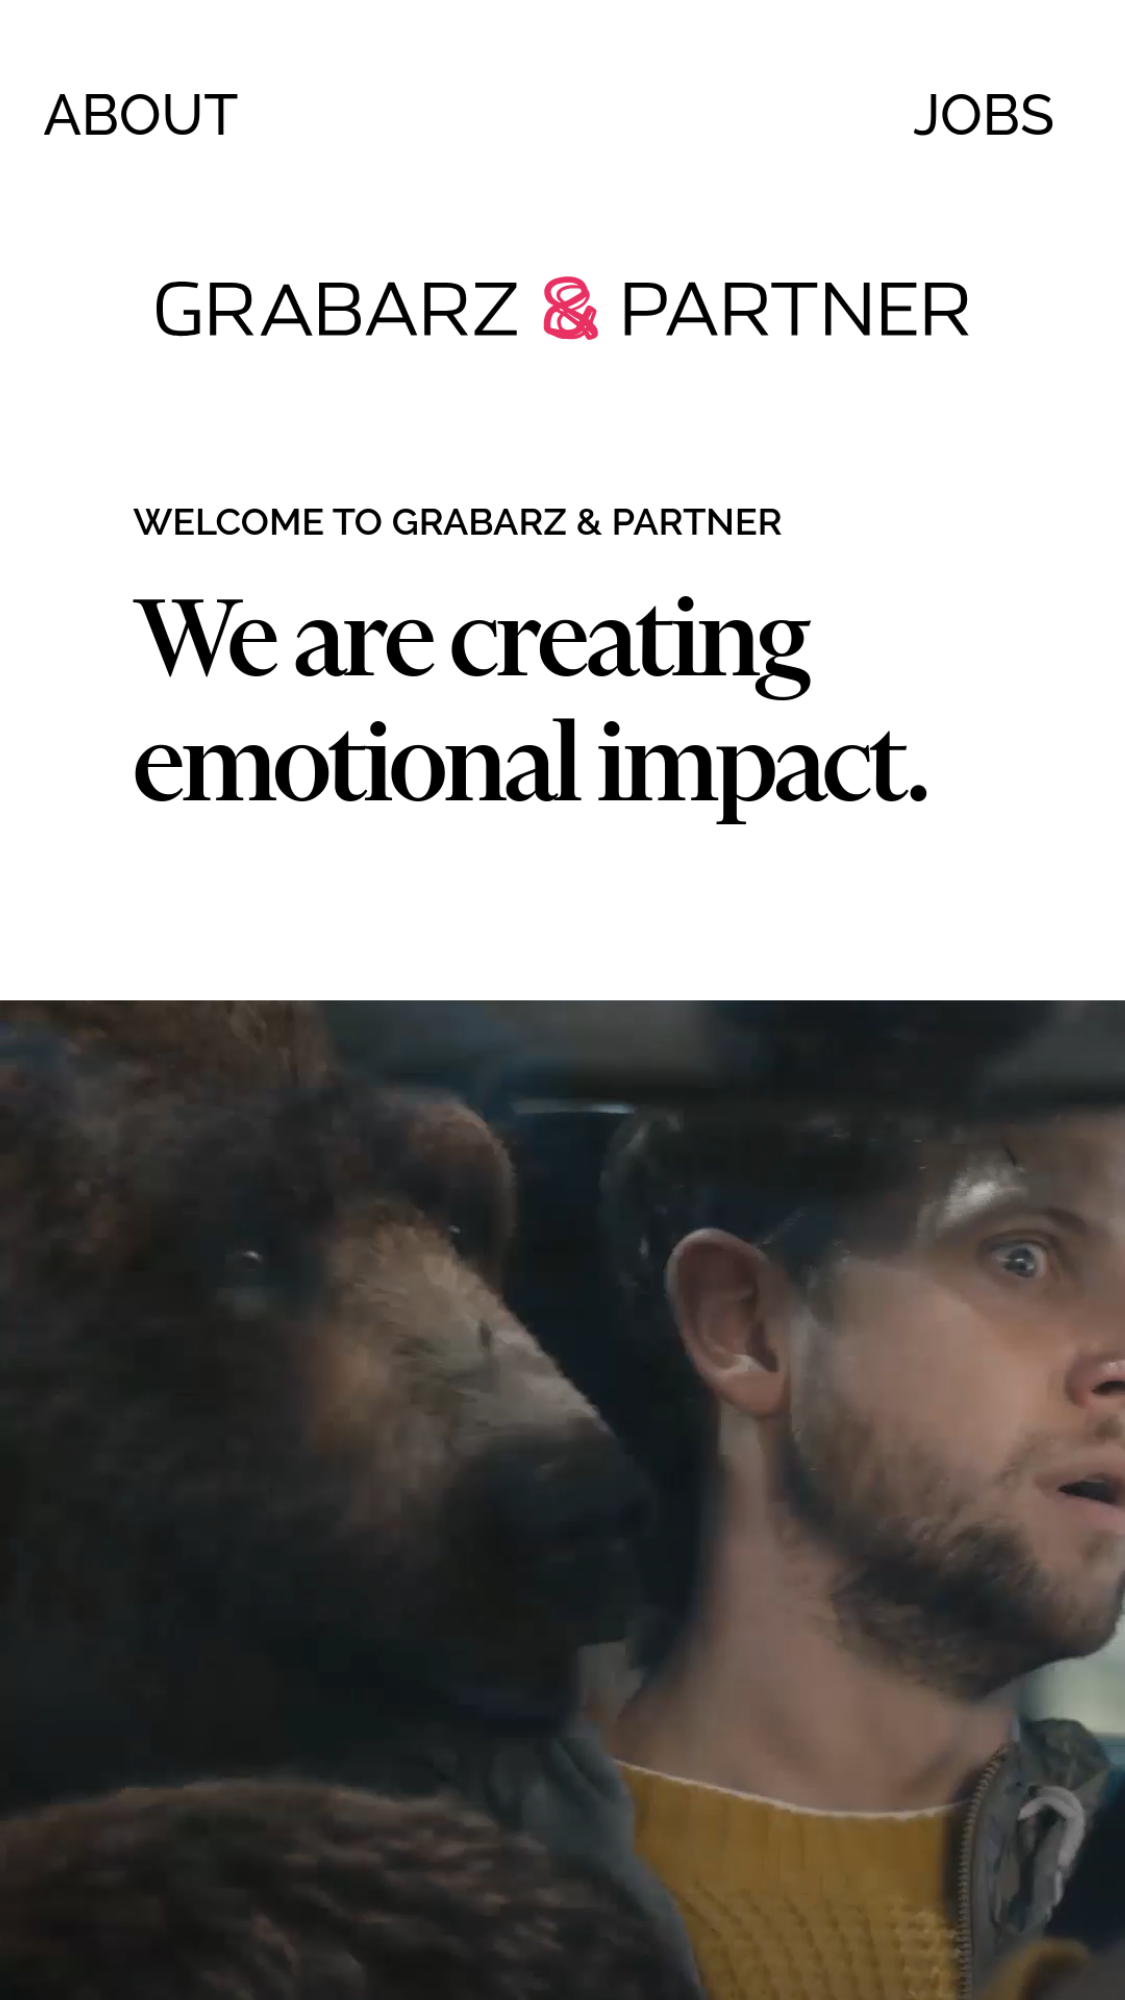 ABOUT
JOBS
GRABARZ & PARTNER
WELCOME TO GRABARZ & PARTNER
We are creating
emotional impact.